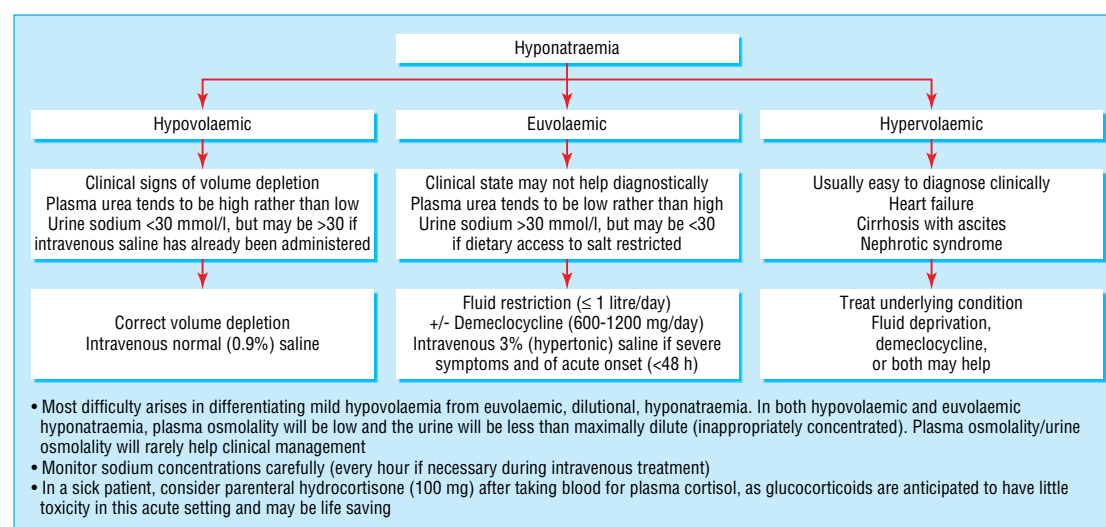 Hyponatraemia
Hypovolaemic
Euvolaemic
Hypervolaemic
Clinical signs of volume depletion
Plasma urea tends to be high rather than low
Urine sodium <30 mmol/l, but may be >30 if
intravenous saline has already been administered
Clinical state may not help diagnostically
Plasma urea tends to be low rather than high
Urine sodium >30 mmol/l, but may be <30
if dietary access to salt restricted
Usually easy to diagnose clinically
Heart failure
Cirrhosis with ascites
Nephrotic syndrome
Correct volume depletion
Intravenous normal (0.9%) saline
Fluid restriction (≤ 1 litre/day)
+/- Demeclocycline (600-1200 mg/day)
Intravenous 3% (hypertonic) saline if severe
symptoms and of acute onset (<48 h)
Treat underlying condition
Fluid deprivation,
demeclocycline,
or both may help
• Most difficulty arises in differentiating mild hypovolaemia from euvolaemic, dilutional, hyponatraemia. In both hypovolaemic and euvolaemic
hyponatraemia, plasma osmolality will be low and the urine will be less than maximally dilute (inappropriately concentrated). Plasma osmolality/urine
osmolality will rarely help clinical management
• Monitor sodium concentrations carefully (every hour if necessary during intravenous treatment)
• In a sick patient, consider parenteral hydrocortisone (100 mg) after taking blood for plasma cortisol, as glucocorticoids are anticipated to have little
toxicity in this acute setting and may be life saving